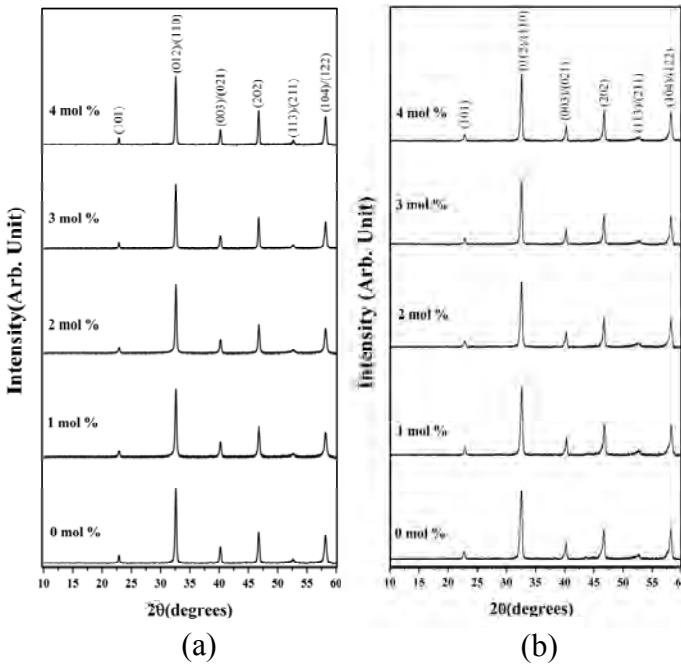 (101)
(012)/(110)
(003)/(021)
(202)
(113)/(211)
(104)/(122)
4 mol %
3 mol %
2 mol %
1 mol %
0 mol %
Intensity(Arb. Unit)
10 15 20 25 30 35 40 45 50 55 60
2θ(degrees)
(a)
(101)
(012)/(110)
(003)/(021)
(202)
(113)/(211)
(104)/(122)
4 mol %
3 mol %
2 mol %
1 mol %
0 mol %
Intensity (Arb. Unit)
10 15 20 25 30 35 40 45 50 55 60
2θ(degrees)
(b)